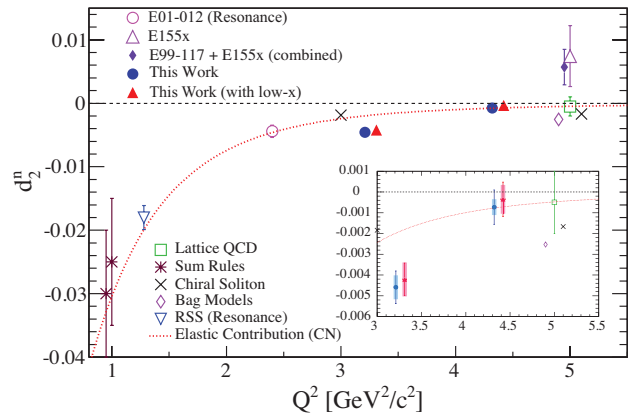 E01-012 (Resonance)
E155x
E99-117 + E155x (combined)
This Work
This Work (with low-x)
0.01
0
-0.01
-0.02
-0.03
-0.04
d₂ⁿ
0.001
0
-0.001
-0.002
-0.003
-0.004
-0.005
-0.006
3 3.5 4 4.5 5 5.5
Lattice QCD
Sum Rules
Chiral Soliton
Bag Models
RSS (Resonance)
Elastic Contribution (CN)
1 2 3 4 5
Q² [GeV²/c²]